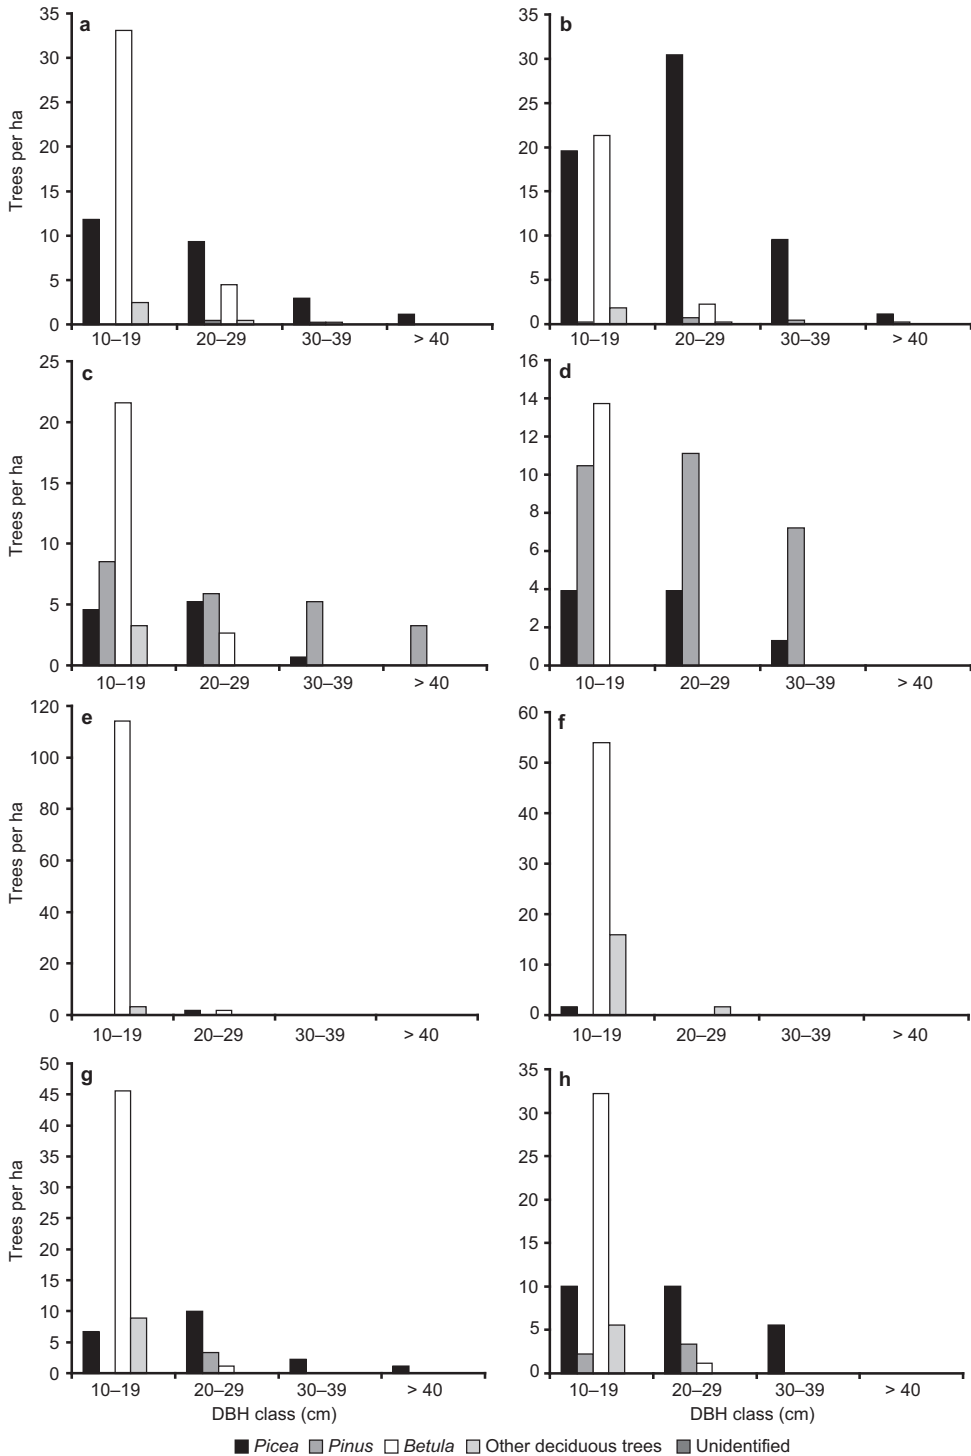 a
35
30
25
20
15
10
5
0
Trees per ha
10–19 20–29 30–39 > 40
b
35
30
25
20
15
10
5
0
10–19 20–29 30–39 > 40
c
25
20
15
10
5
0
Trees per ha
10–19 20–29 30–39 > 40
d
16
14
12
10
8
6
4
2
0
10–19 20–29 30–39 > 40
e
120
100
80
60
40
20
0
Trees per ha
10–19 20–29 30–39 > 40
f
60
50
40
30
20
10
0
10–19 20–29 30–39 > 40
g
50
45
40
35
30
25
20
15
10
5
0
Trees per ha
10–19 20–29 30–39 > 40
DBH class (cm)
h
35
30
25
20
15
10
5
0
10–19 20–29 30–39 > 40
DBH class (cm)
Picea Pinus Betula Other deciduous trees Unidentified